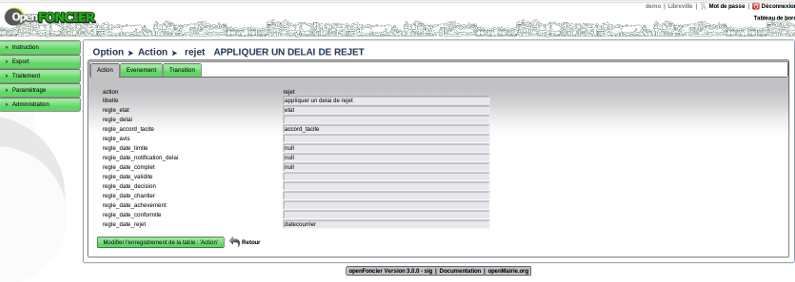 OpenFONCIER
demo | Libreville | Mot de passe | Déconnexion
Tableau de bor
Instruction
Export
Traitement
Paramétrage
Administration
Option ► Action ► rejet APPLIQUER UN DELAI DE REJET
Action Evenement Transition
action rejet
libelle appliquer un delai de rejet
regle_etat etat
regle_delai
regle_accord_tacite accord_tacite
regle_avis
regle_date_limite null
regle_date_notification_delai null
regle_date_complet null
regle_date_validite
regle_date_decision
regle_date_chantier
regle_date_achevement
regle_date_conformite
regle_date_rejet datecourrier
Modifier l'enregistrement de la table : 'Action' Retour
openFoncier Version 3.0.0 - sig | Documentation | openMairie.org